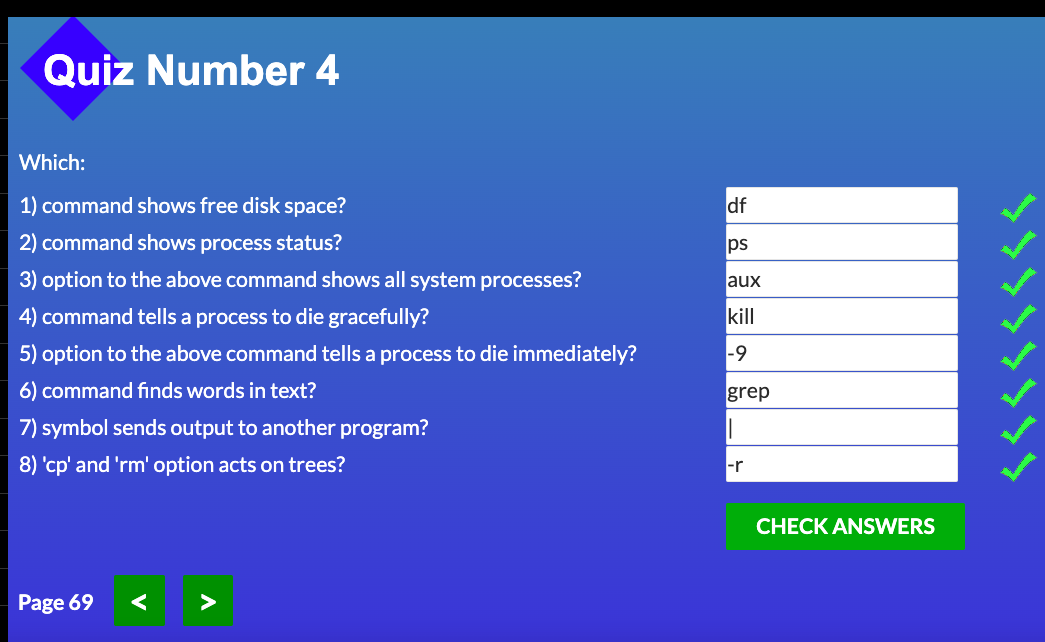 Quiz Number 4
Which:
1) command shows free disk space? df
2) command shows process status? ps
3) option to the above command shows all system processes? aux
4) command tells a process to die gracefully? kill
5) option to the above command tells a process to die immediately? -9
6) command finds words in text? grep
7) symbol sends output to another program? |
8) 'cp' and 'rm' option acts on trees? -r
CHECK ANSWERS
Page 69 < >